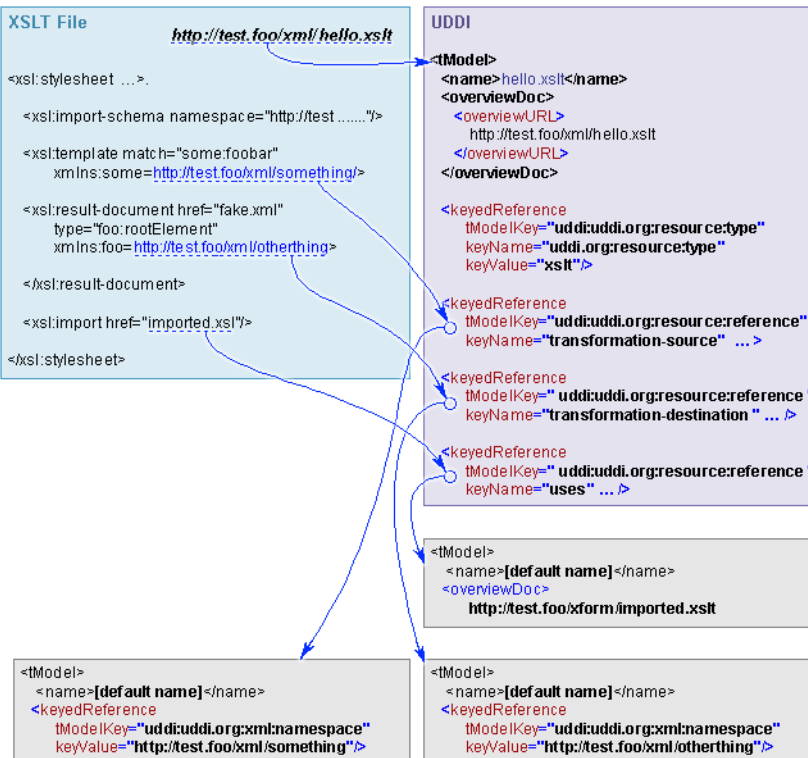 XSLT File
http://test.foo/xml/hello.xslt
<xsl:stylesheet ...>.
<xsl:import-schema namespace="http://test ......."/>
<xsl:template match="some:foobar"
xmlns:some=http://test.foo/xml/something/>
<xsl:result-document href="fake.xml"
type="foo:rootElement"
xmlns:foo=http://test.foo/xml/otherthing>
</xsl:result-document>
<xsl:import href="imported.xsl"/>
</xsl:stylesheet>
UDDI
<tModel>
<name>hello.xslt</name>
<overviewDoc>
<overviewURL>
http://test.foo/xml/hello.xslt
</overviewURL>
</overviewDoc>
<keyedReference
tModelKey="uddi:uddi.org:resource:type"
keyName="uddi.org:resource:type"
keyValue="xslt"/>
<keyedReference
tModelKey="uddi:uddi.org:resource:reference"
keyName="transformation-source" ... >
<keyedReference
tModelKey=" uddi:uddi.org:resource:reference "
keyName="transformation-destination " ... />
<keyedReference
tModelKey=" uddi:uddi.org:resource:reference "
keyName="uses" ... />
<tModel>
<name>[default name]</name>
<overviewDoc>
http://test.foo/xform/imported.xslt
<tModel>
<name>[default name]</name>
<keyedReference
tModelKey="uddi:uddi.org:xml:namespace"
keyValue="http://test.foo/xml/something"/>
<tModel>
<name>[default name]</name>
<keyedReference
tModelKey="uddi:uddi.org:xml:namespace"
keyValue="http://test.foo/xml/otherthing"/>